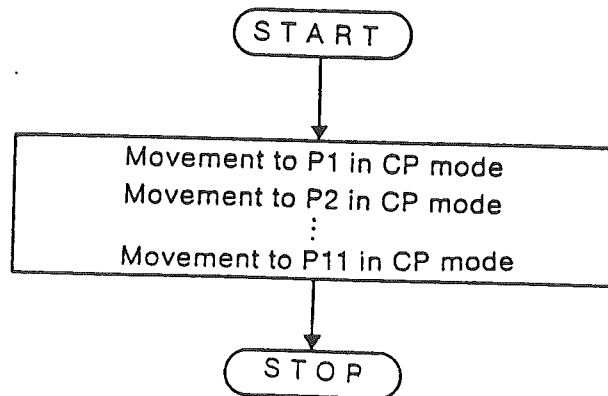 START
Movement to P1 in CP mode
Movement to P2 in CP mode
⋮
Movement to P11 in CP mode
STOP